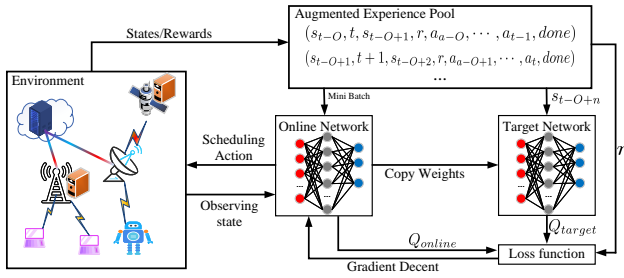 States/Rewards
Augmented Experience Pool
(s_{t-O}, t, s_{t-O+1}, r, a_{a-O}, ⋯, a_{t-1}, done)
(s_{t-O+1}, t+1, s_{t-O+2}, r, a_{a-O+1}, ⋯, a_t, done)
...
Environment
Mini Batch
s_{t-O+n}
r
Online Network
Target Network
Scheduling
Action
Copy Weights
Observing
state
...
...
...
...
Q_{online}
Q_{target}
Loss function
Gradient Decent